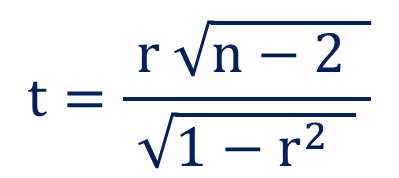 t = r √n − 2 / √1 − r²